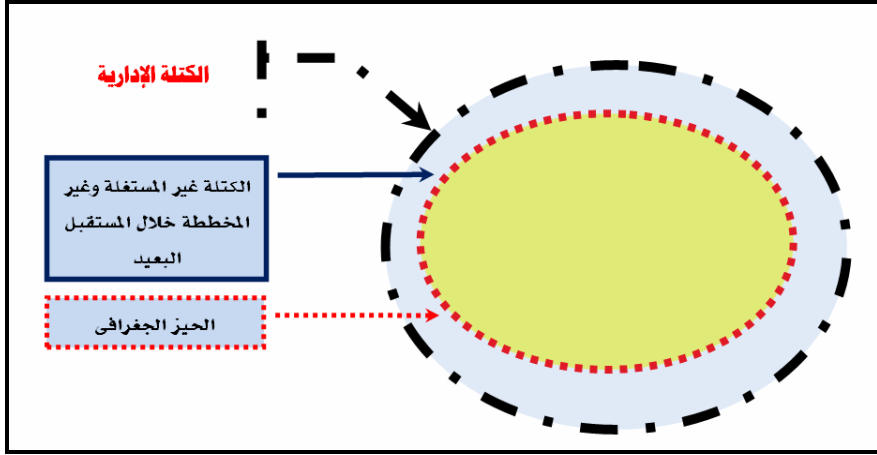 الكتلة الإدارية
الكتلة غير المستغلة وغير
المخططة خلال المستقبل
البعيد
الحيز الجغرافى